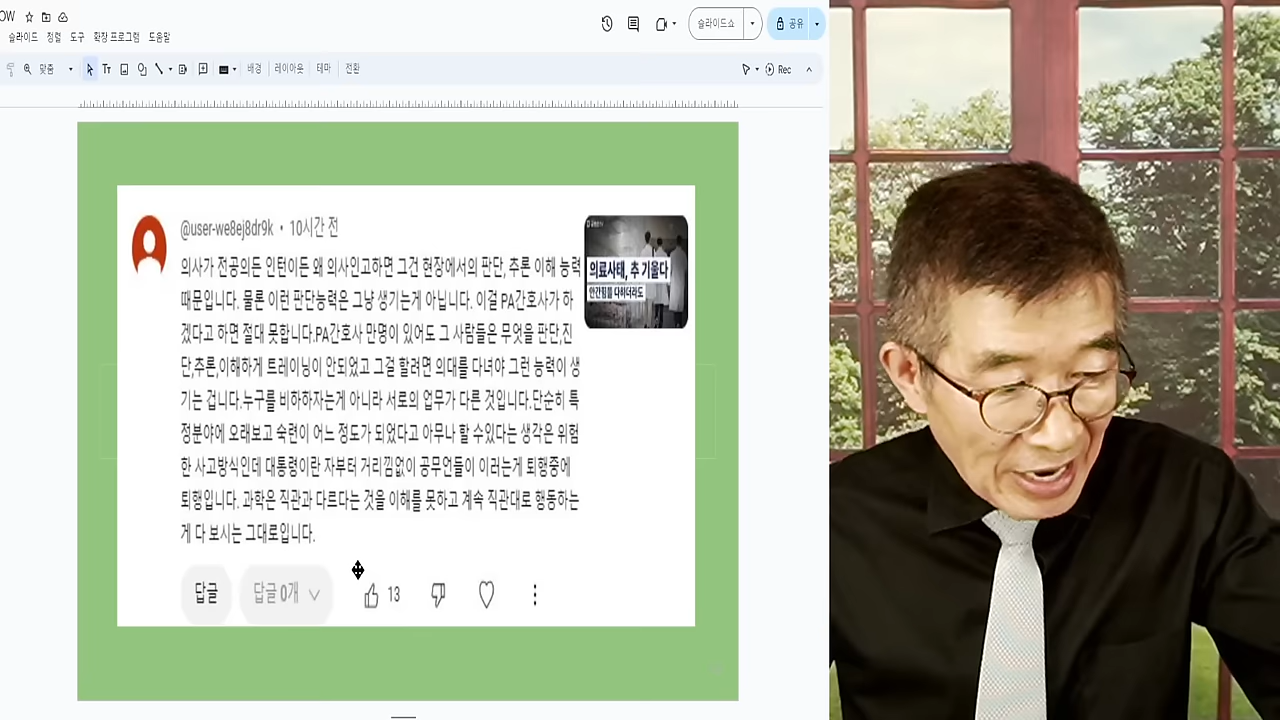 OW
슬라이드 정렬 도구 확장 프로그램 도움말
슬라이드쇼
공유
맞춤
Tr
배경 레이아웃 테마 전환
Rec
@user-we8ej8dr9k • 10시간 전
의사가 전공의든 인턴이든 왜 의사인고하면 그건 현장에서의 판단, 추론 이해 능력
때문입니다. 물론 이런 판단능력은 그냥 생기는게 아닙니다. 이걸 PA간호사가 하
겠다고 하면 절대 못합니다.PA간호사 만명이 있어도 그 사람들은 무엇을 판단,진
단,추론,이해하게 트레이닝이 안되었고 그걸 할려면 의대를 다녀야 그런 능력이 생
기는 겁니다.누구를 비하하자는게 아니라 서로의 업무가 다른 것입니다.단순히 특
정분야에 오래보고 숙련이 어느 정도가 되었다고 아무나 할 수있다는 생각은 위험
한 사고방식인데 대통령이란 자부터 거리낌없이 공무언들이 이러는게 퇴행중에
퇴행입니다. 과학은 직관과 다르다는 것을 이해를 못하고 계속 직관대로 행동하는
게 다 보시는 그대로입니다.
의료사태, 추 기울다
안간힘을 다하더라도
답글
답글 0개
13